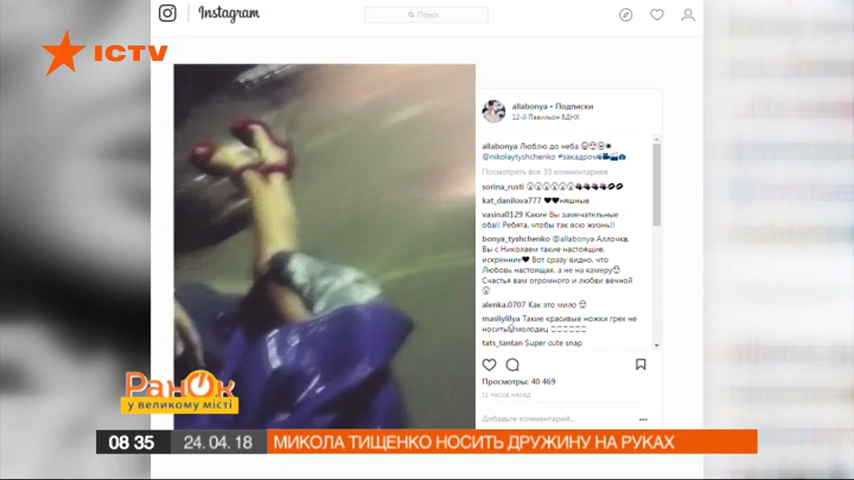 Instagram
Поиск
ICTV
allabonya • Подписки
12-й Павильон ВДНХ
allabonya Люблю до неба
@nikolaytyshchenko #закадром
Посмотреть все 33 комментариев
sorina_rusti
kat_danilova777 ♥♥няшные
vasina0129 Какие Вы замечательные
оба!! Ребята, чтобы так всю жизнь!!
bonya_tyshchenko @allabonya Аллочка,
Вы с Николаем такие настоящие,
искренние♥ Вот сразу видно, что
Любовь настоящая, а не на камеру
Счастья вам огромного и любви вечной
alenka.0707 Как это мило
masliylilya Такие красивые ножки грех не
носить молодец
tats_tantan Super cute snap
Просмотры: 40 469
11 ЧАСОВ НАЗАД
Добавьте комментарий...
РАНОК
у великому місті
08 35 24.04.18 МИКОЛА ТИЩЕНКО НОСИТЬ ДРУЖИНУ НА РУКАХ